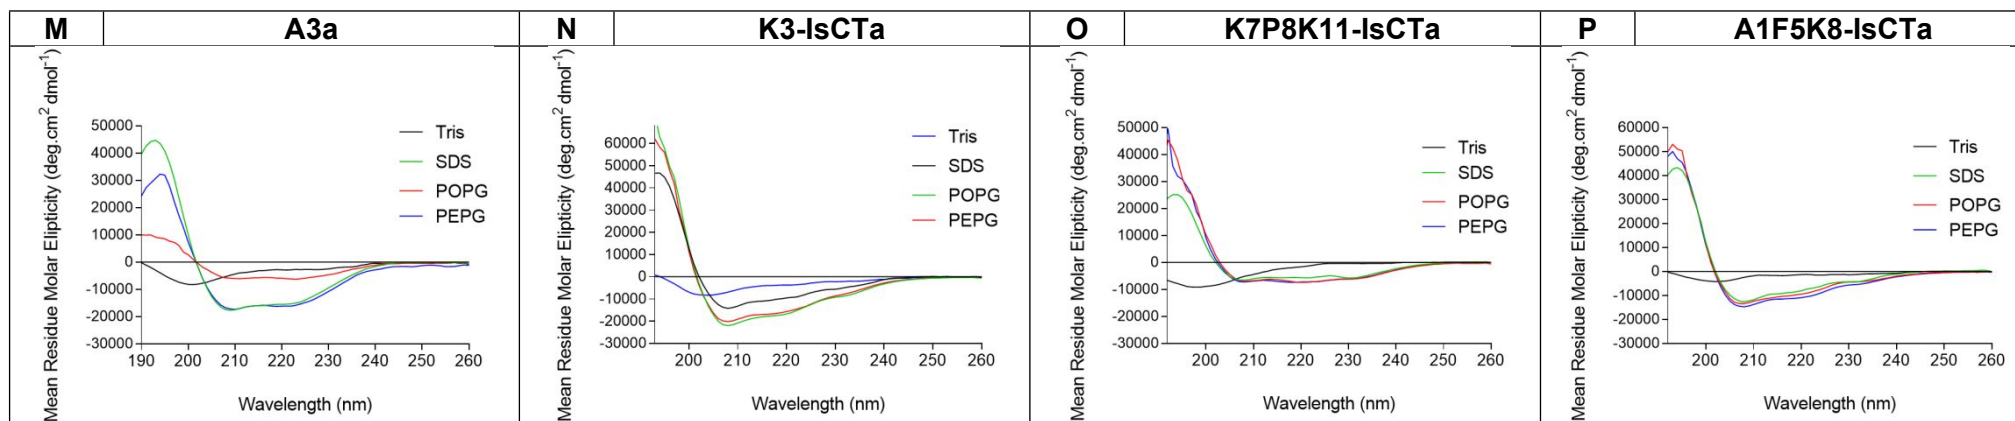 M A3a N K3-IsCTa O K7P8K11-IsCTa P A1F5K8-IsCTa
Mean Residue Molar Elipticity (deg.cm² dmol⁻¹)
50000
40000
30000
20000
10000
0
-10000
-20000
-30000
190 200 210 220 230 240 250 260
Wavelength (nm)
Tris
SDS
POPG
PEPG
Mean Residue Molar Elipticity (deg.cm² dmol⁻¹)
60000
50000
40000
30000
20000
10000
0
-10000
-20000
-30000
200 210 220 230 240 250 260
Wavelength (nm)
Tris
SDS
POPG
PEPG
Mean Residue Molar Elipticity (deg.cm² dmol⁻¹)
50000
40000
30000
20000
10000
0
-10000
-20000
-30000
200 210 220 230 240 250 260
Wavelength (nm)
Tris
SDS
POPG
PEPG
Mean Residue Molar Elipticity (deg.cm² dmol⁻¹)
60000
50000
40000
30000
20000
10000
0
-10000
-20000
-30000
200 210 220 230 240 250 260
Wavelength (nm)
Tris
SDS
POPG
PEPG